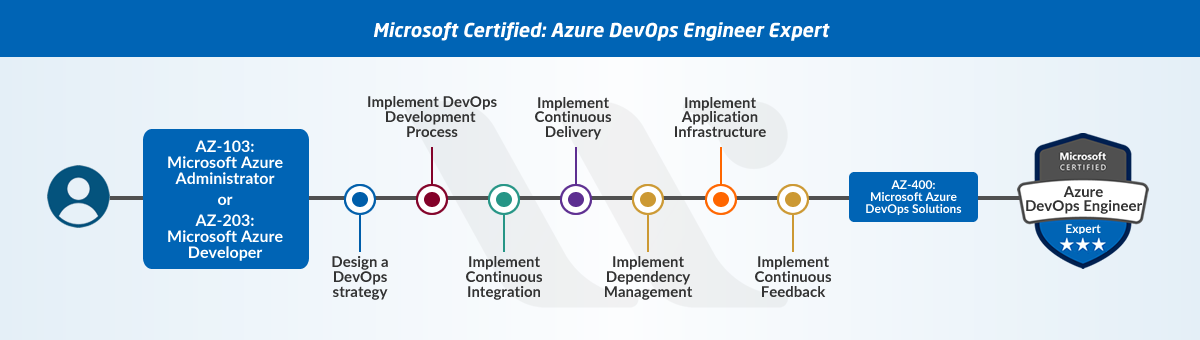 Microsoft Certified: Azure DevOps Engineer Expert
AZ-103:
Microsoft Azure
Administrator
or
AZ-203:
Microsoft Azure
Developer
Design a
DevOps
strategy
Implement DevOps
Development
Process
Implement
Continuous
Integration
Implement
Continuous
Delivery
Implement
Dependency
Management
Implement
Application
Infrastructure
Implement
Continuous
Feedback
AZ-400:
Microsoft Azure
DevOps Solutions
Microsoft
CERTIFIED
Azure
DevOps Engineer
Expert